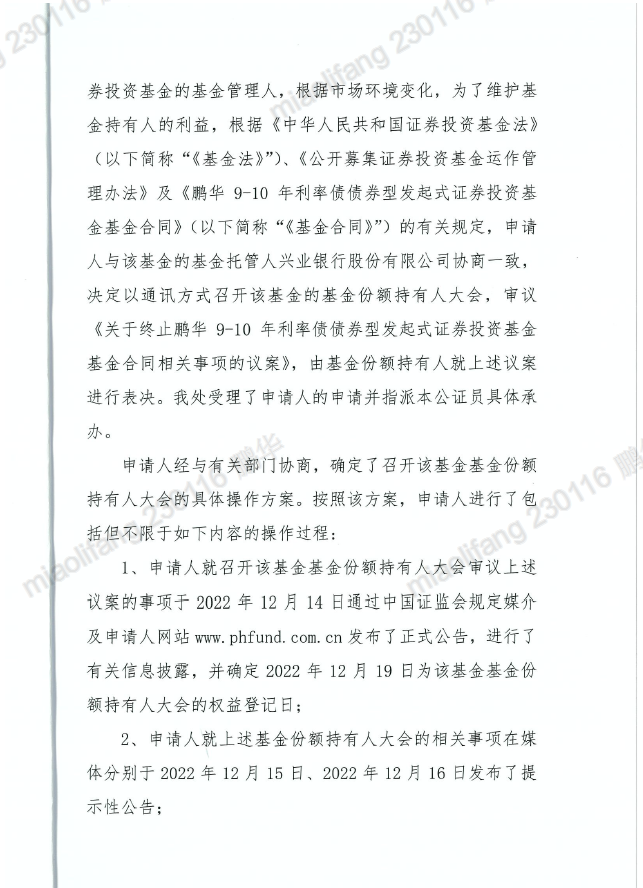 券投资基金的基金管理人，根据市场环境变化，为了维护基
金持有人的利益，根据《中华人民共和国证券投资基金法》
（以下简称“《基金法》”）、《公开募集证券投资基金运作管
理办法》及《鹏华 9-10 年利率债债券型发起式证券投资基
金基金合同》（以下简称“《基金合同》”）的有关规定，申请
人与该基金的基金托管人兴业银行股份有限公司协商一致，
决定以通讯方式召开该基金的基金份额持有人大会，审议
《关于终止鹏华 9-10 年利率债债券型发起式证券投资基金
基金合同相关事项的议案》，由基金份额持有人就上述议案
进行表决。我处受理了申请人的申请并指派本公证员具体承
办。
申请人经与有关部门协商，确定了召开该基金基金份额
持有人大会的具体操作方案。按照该方案，申请人进行了包
括但不限于如下内容的操作过程：
1、申请人就召开该基金基金份额持有人大会审议上述
议案的事项于 2022 年 12 月 14 日通过中国证监会规定媒介
及申请人网站 www.phfund.com.cn 发布了正式公告，进行了
有关信息披露，并确定 2022 年 12 月 19 日为该基金基金份
额持有人大会的权益登记日；
2、申请人就上述基金份额持有人大会的相关事项在媒
体分别于 2022 年 12 月 15 日、2022 年 12 月 16 日发布了提
示性公告；
230116 鹏华
miaolifang 230116
miaolifang 230116 鹏华
miaolifang 230116 鹏华